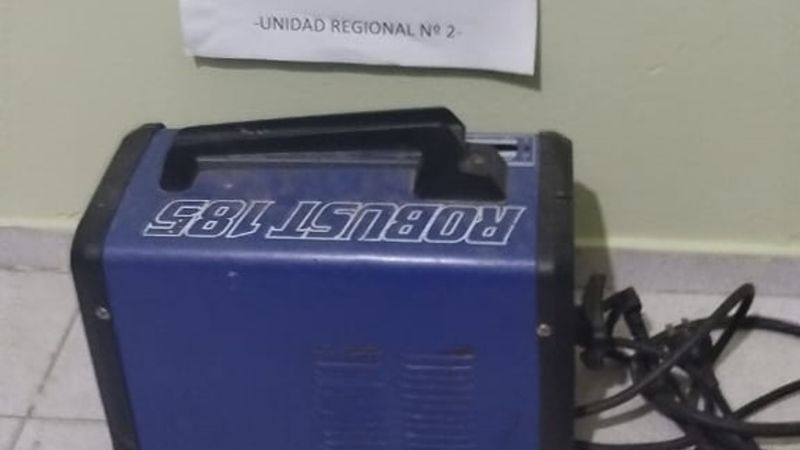 -UNIDAD REGIONAL Nº 2-
ROBUST 185